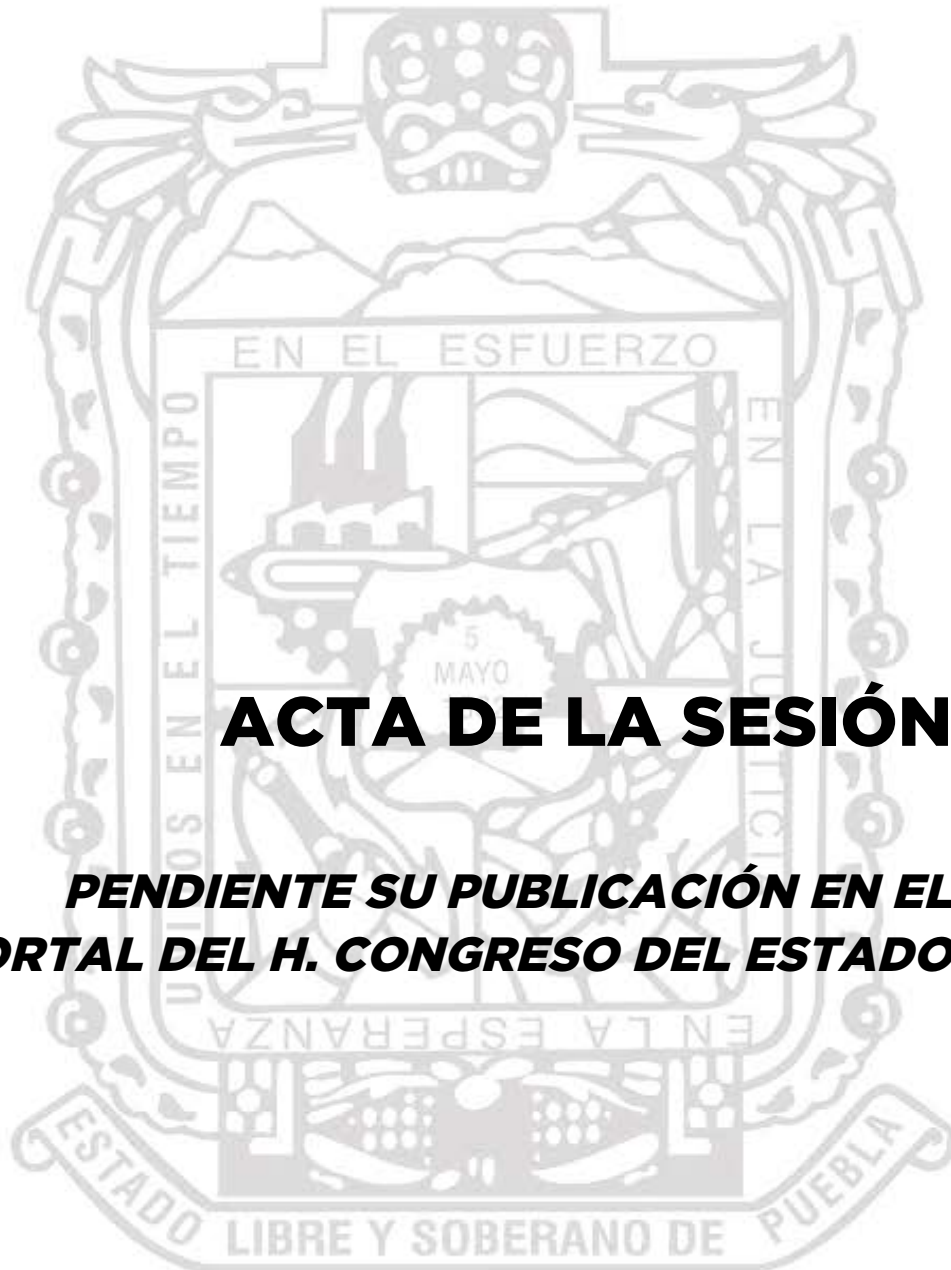 EN EL ESFUERZO
EN LA JUSTICI
UNIDOS EN EL TIEMPO
5
MAYO
ACTA DE LA SESIÓN
PENDIENTE SU PUBLICACIÓN EN EL
ORTAL DEL H. CONGRESO DEL ESTADO
EN LA ESPERANZA
ESTADO LIBRE Y SOBERANO DE PUEBLA